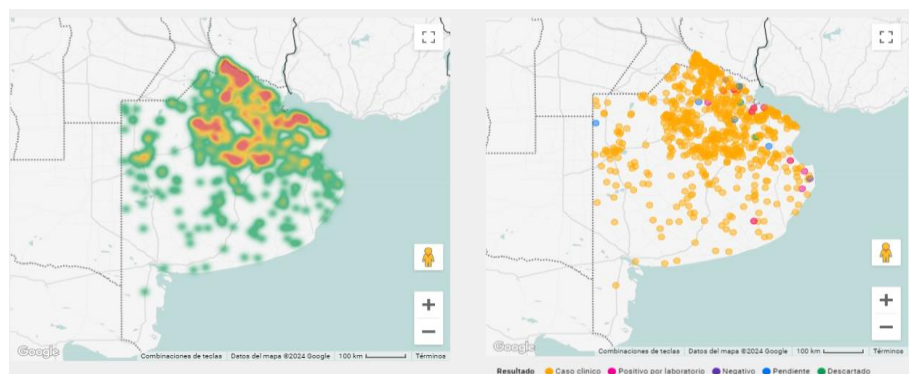 Google
Combinaciones de teclas
Datos del mapa ©2024 Google
100 km
Términos
Google
Combinaciones de teclas
Datos del mapa ©2024 Google
100 km
Términos
Resultado Caso clínico Positivo por laboratorio Negativo Pendiente Descartado